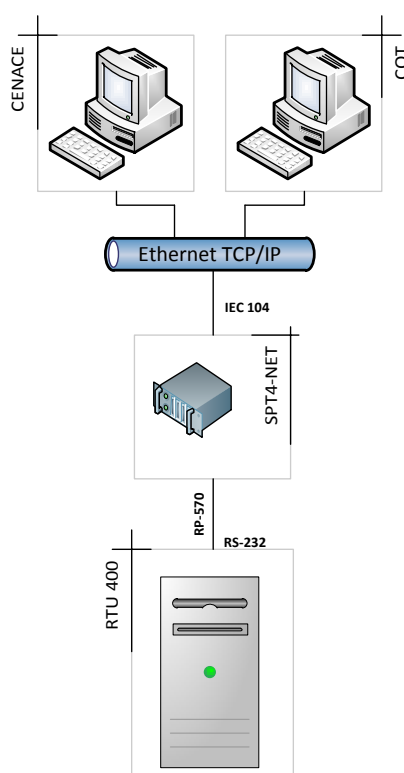 CENACE
COT
Ethernet TCP/IP
IEC 104
SPT4-NET
RP-570
RS-232
RTU 400